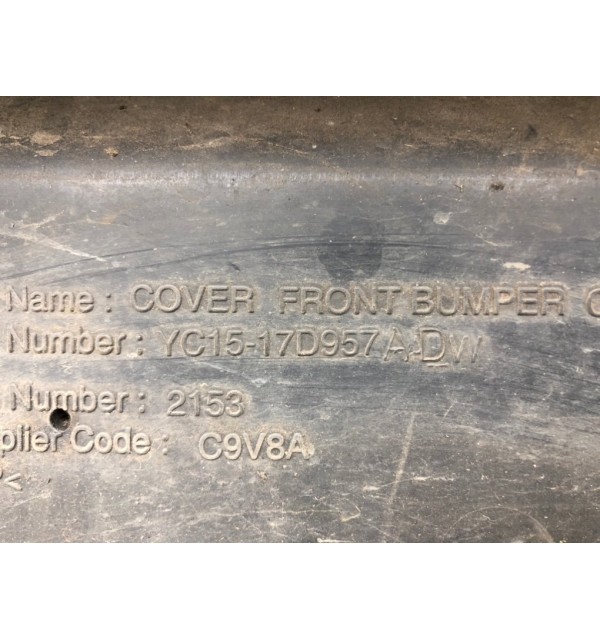 Name: COVER FRONT BUMPER C
Number: YC15-17D957A-DW
Number: 2153
plier Code: C9V8A
<